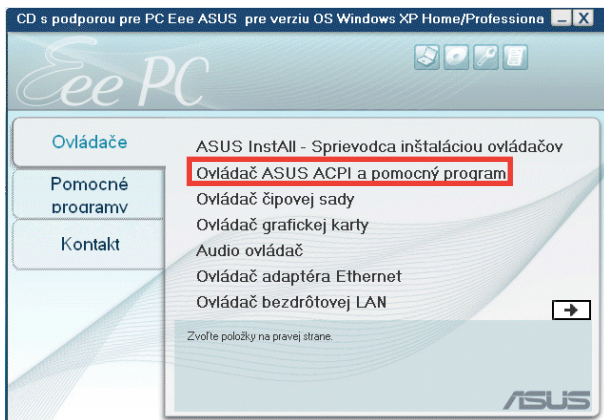 CD s podporou pre PC Eee ASUS pre verziu OS Windows XP Home/Professiona
Eee PC
Ovládače
Pomocné
programy
Kontakt
ASUS InstAll - Sprievodca inštaláciou ovládačov
Ovládač ASUS ACPI a pomocný program
Ovládač čipovej sady
Ovládač grafickej karty
Audio ovládač
Ovládač adaptéra Ethernet
Ovládač bezdrôtovej LAN
Zvoľte položky na pravej strane.
ASUS